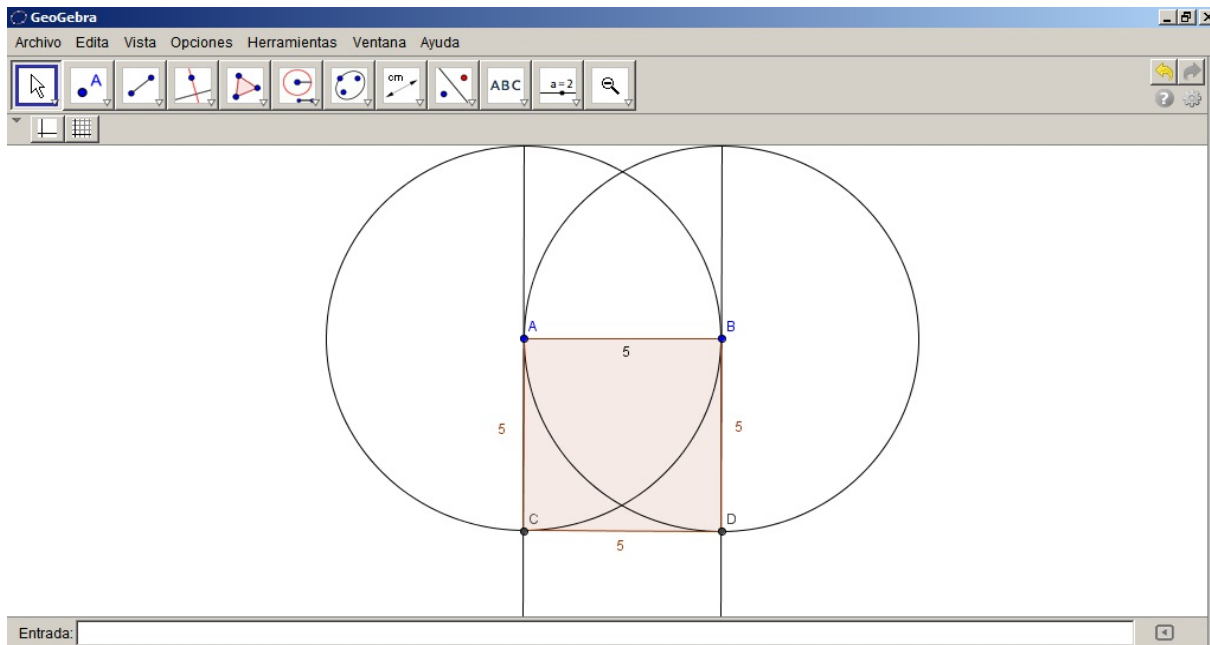 GeoGebra
Archivo Edita Vista Opciones Herramientas Ventana Ayuda
A cm ABC a=2
A B
5
5 5
C D
5
Entrada: